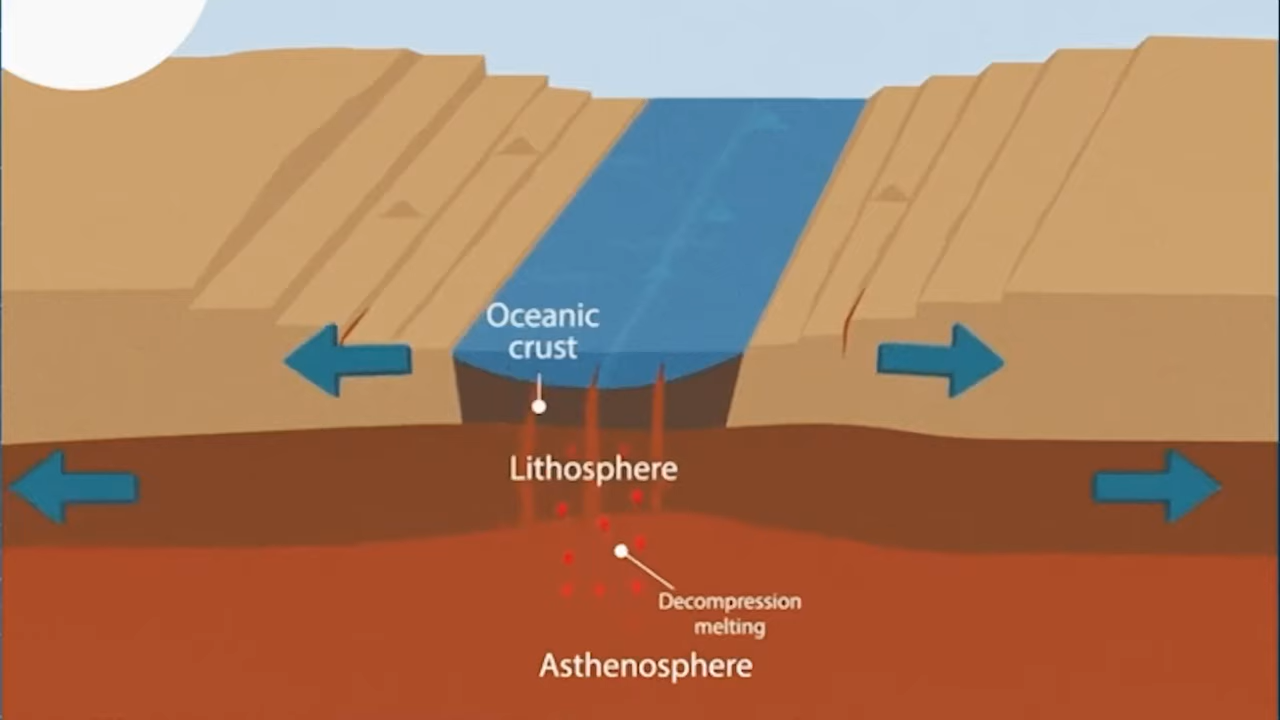 Oceanic
crust
Lithosphere
Decompression
melting
Asthenosphere